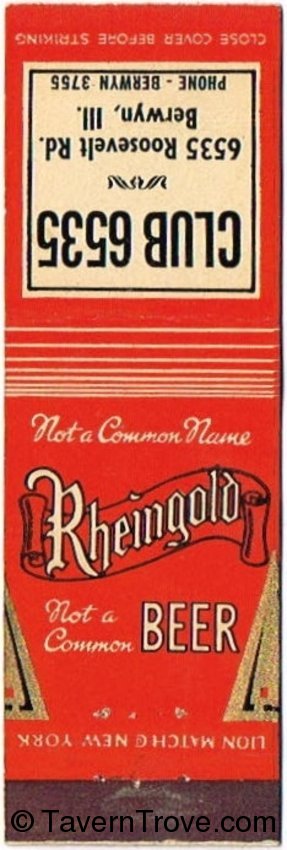 CLOSE COVER BEFORE STRIKING
CLUB 6535
6535 Roosevelt Rd.
Berwyn, Ill.
PHONE - BERWYN 3755
Not a Common Name
Rheingold
Not a
Common BEER
LION MATCH © NEW YORK
© TavernTrove.com